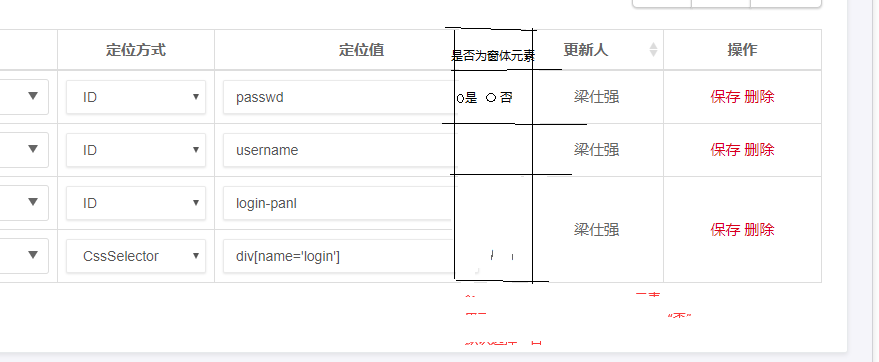 定位方式 定位值 是否为窗体元素 更新人 操作
ID passwd 是 否 梁仕强 保存 删除
ID username 梁仕强 保存 删除
ID login-panl
梁仕强 保存 删除
CssSelector div[name='login']